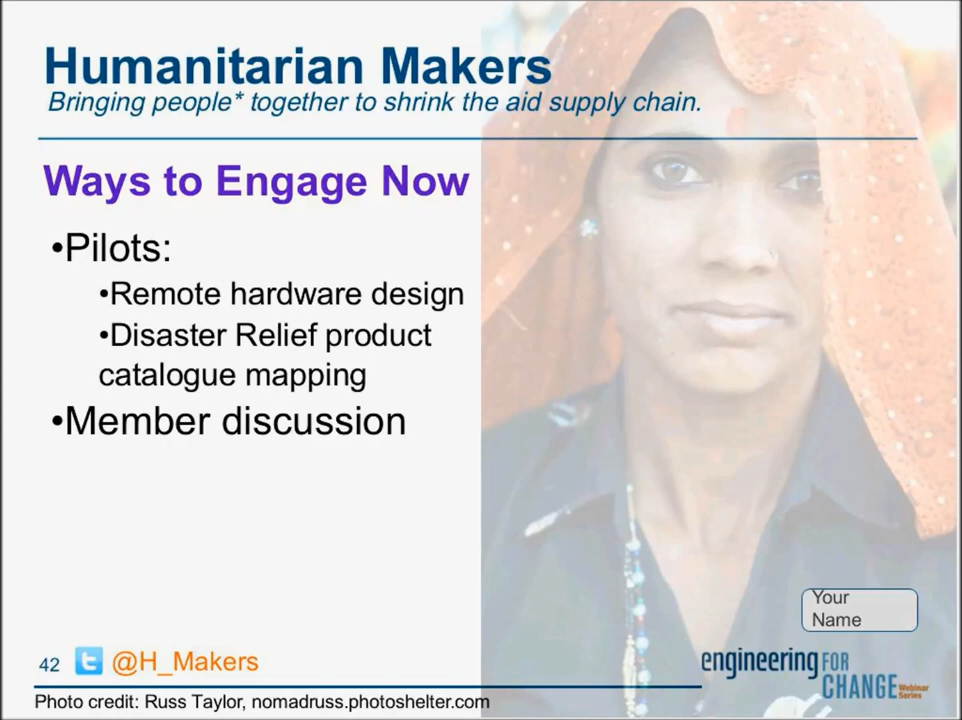 Humanitarian Makers
Bringing people* together to shrink the aid supply chain.
Ways to Engage Now
•Pilots:
•Remote hardware design
•Disaster Relief product
catalogue mapping
•Member discussion
Your
Name
42 @H_Makers
engineering FOR
CHANGE Webinar
Series
Photo credit: Russ Taylor, nomadruss.photoshelter.com